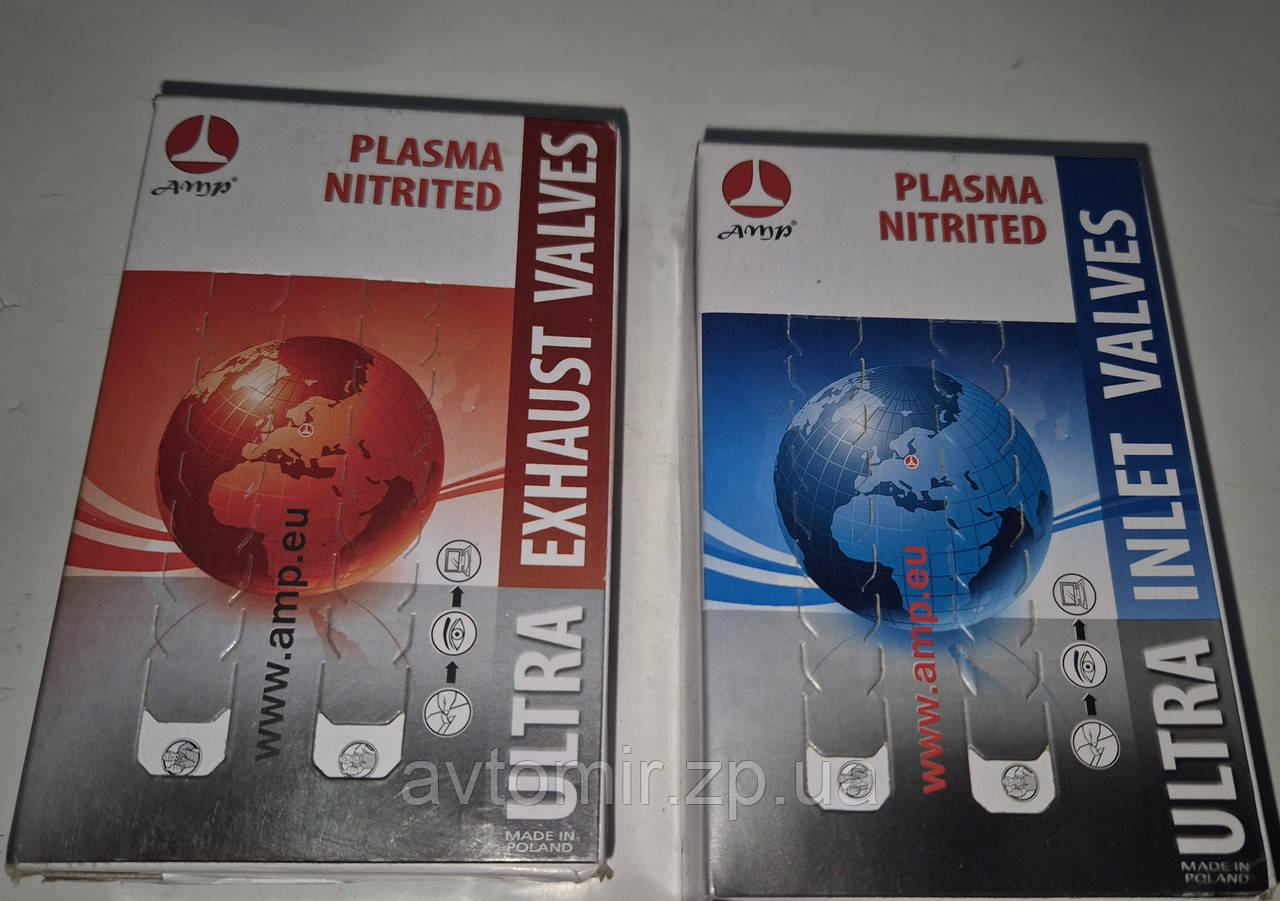 AMP®
PLASMA
NITRITED
ULTRA EXHAUST VALVES
www.amp.eu
MADE IN
POLAND
AMP®
PLASMA
NITRITED
ULTRA INLET VALVES
www.amp.eu
MADE IN
POLAND
avtomir.zp.ua